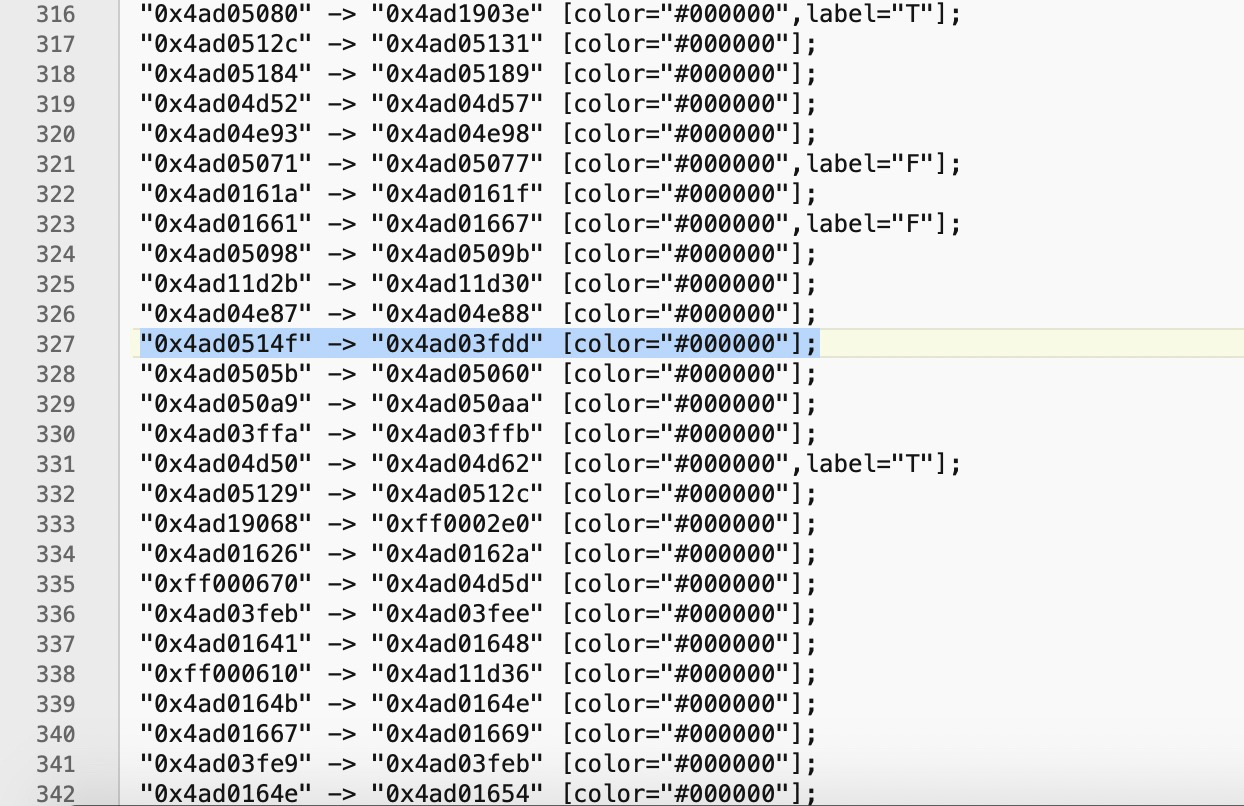 316 "0x4ad05080" -> "0x4ad1903e" [color="#000000",label="T"];
317 "0x4ad0512c" -> "0x4ad05131" [color="#000000"];
318 "0x4ad05184" -> "0x4ad05189" [color="#000000"];
319 "0x4ad04d52" -> "0x4ad04d57" [color="#000000"];
320 "0x4ad04e93" -> "0x4ad04e98" [color="#000000"];
321 "0x4ad05071" -> "0x4ad05077" [color="#000000",label="F"];
322 "0x4ad0161a" -> "0x4ad0161f" [color="#000000"];
323 "0x4ad01661" -> "0x4ad01667" [color="#000000",label="F"];
324 "0x4ad05098" -> "0x4ad0509b" [color="#000000"];
325 "0x4ad11d2b" -> "0x4ad11d30" [color="#000000"];
326 "0x4ad04e87" -> "0x4ad04e88" [color="#000000"];
327 "0x4ad0514f" -> "0x4ad03fdd" [color="#000000"];
328 "0x4ad0505b" -> "0x4ad05060" [color="#000000"];
329 "0x4ad050a9" -> "0x4ad050aa" [color="#000000"];
330 "0x4ad03ffa" -> "0x4ad03ffb" [color="#000000"];
331 "0x4ad04d50" -> "0x4ad04d62" [color="#000000",label="T"];
332 "0x4ad05129" -> "0x4ad0512c" [color="#000000"];
333 "0x4ad19068" -> "0xff0002e0" [color="#000000"];
334 "0x4ad01626" -> "0x4ad0162a" [color="#000000"];
335 "0xff000670" -> "0x4ad04d5d" [color="#000000"];
336 "0x4ad03feb" -> "0x4ad03fee" [color="#000000"];
337 "0x4ad01641" -> "0x4ad01648" [color="#000000"];
338 "0xff000610" -> "0x4ad11d36" [color="#000000"];
339 "0x4ad0164b" -> "0x4ad0164e" [color="#000000"];
340 "0x4ad01667" -> "0x4ad01669" [color="#000000"];
341 "0x4ad03fe9" -> "0x4ad03feb" [color="#000000"];
342 "0x4ad0164e" -> "0x4ad01654" [color="#000000"];